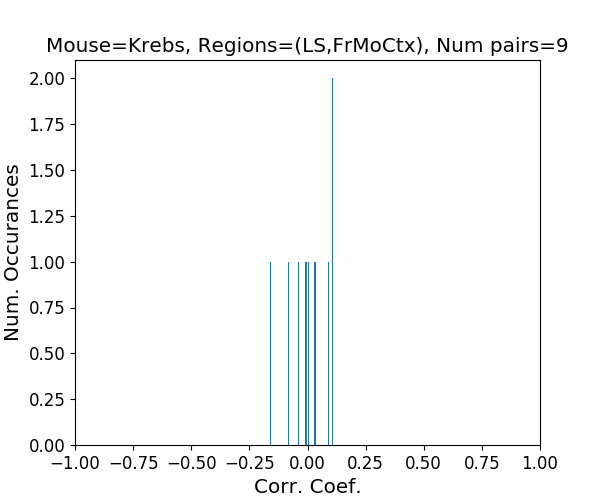 Mouse=Krebs, Regions=(LS,FrMoCtx), Num pairs=9
2.00
1.75
1.50
1.25
1.00
0.75
0.50
0.25
0.00
Num. Occurances
−1.00 −0.75 −0.50 −0.25 0.00 0.25 0.50 0.75 1.00
Corr. Coef.